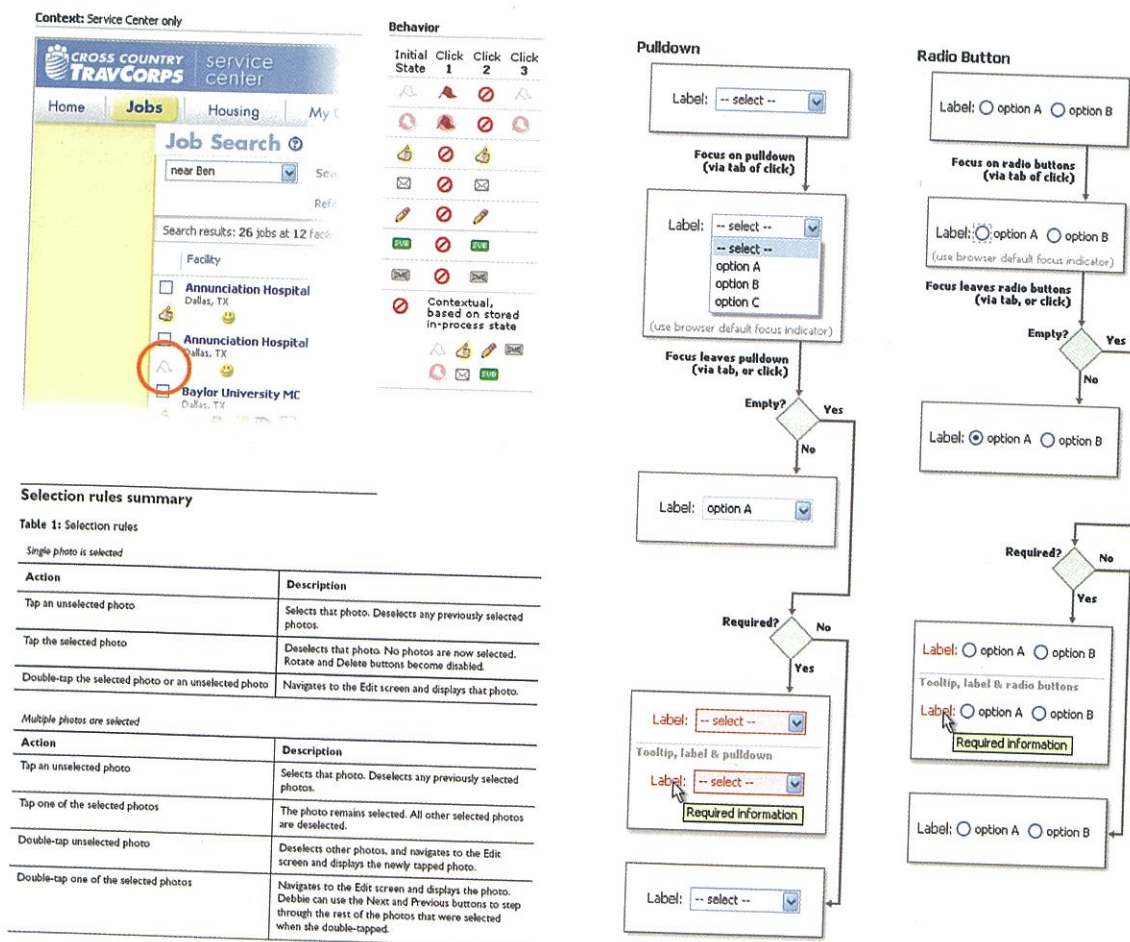 Context: Service Center only
CROSS COUNTRY
TRAVCORPS
service
center
Home Jobs Housing My
Job Search
near Ben
Search results: 26 jobs at 12
Facility
Annunciation Hospital
Dallas, TX
Annunciation Hospital
Dallas, TX
Baylor University MC
Dallas, TX
Behavior
Initial State Click 1 Click 2 Click 3
SUB SUB
Contextual,
based on stored
in-process state
SUB
Selection rules summary
Table 1: Selection rules
Single photo is selected
Action Description
Tap an unselected photo Selects that photo. Deselects any previously selected
photos.
Tap the selected photo Deselects that photo. No photos are now selected.
Rotate and Delete buttons become disabled.
Double-tap the selected photo or an unselected photo Navigates to the Edit screen and displays that photo.
Multiple photos are selected
Action Description
Tap an unselected photo Selects that photo. Deselects any previously selected
photos.
Tap one of the selected photos The photo remains selected. All other selected photos
are deselected.
Double-tap unselected photo Deselects other photos, and navigates to the Edit
screen and displays the newly tapped photo.
Double-tap one of the selected photos Navigates to the Edit screen and displays the photo.
Debbie can use the Next and Previous buttons to step
through the rest of the photos that were selected
when she double-tapped.
Pulldown
Label: -- select --
Focus on pulldown
(via tab of click)
Label: -- select --
-- select --
option A
option B
option C
(use browser default focus indicator)
Focus leaves pulldown
(via tab, or click)
Empty? Yes
No
Label: option A
Required? No
Yes
Label: -- select --
Tooltip, label & pulldown
Label: -- select --
Required information
Label: -- select --
Radio Button
Label: option A option B
Focus on radio buttons
(via tab of click)
Label: option A option B
(use browser default focus indicator)
Focus leaves radio buttons
(via tab, or click)
Empty? Yes
No
Label: option A option B
Required? No
Yes
Label: option A option B
Tooltip, label & radio buttons
Label: option A option B
Required information
Label: option A option B